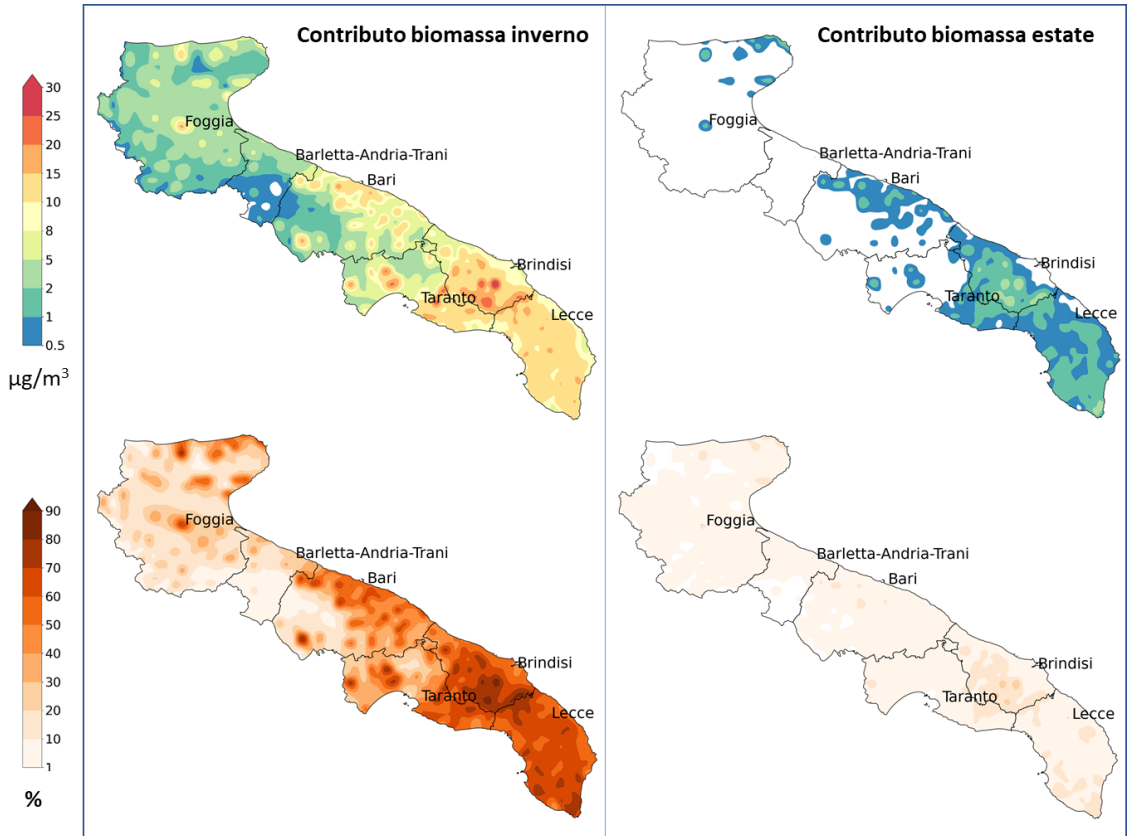 Contributo biomassa inverno
Contributo biomassa estate
30
25
20
15
10
8
5
2
1
0.5
µg/m³
Foggia
Barletta-Andria-Trani
Bari
Brindisi
Taranto
Lecce
Foggia
Barletta-Andria-Trani
Bari
Brindisi
Taranto
Lecce
90
80
70
60
50
40
30
20
10
1
%
Foggia
Barletta-Andria-Trani
Bari
Brindisi
Taranto
Lecce
Foggia
Barletta-Andria-Trani
Bari
Brindisi
Taranto
Lecce